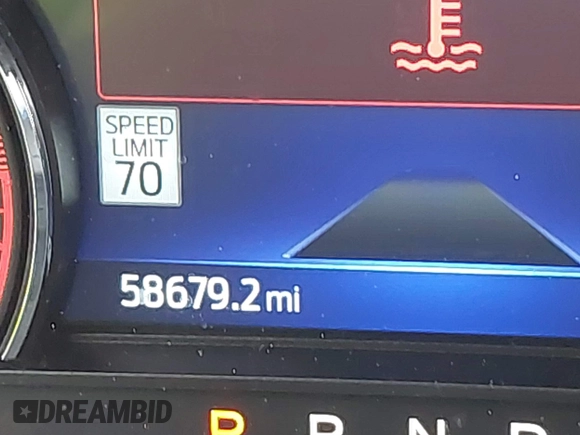 SPEED
LIMIT
70
58679.2 mi
DREAMBID
P R N D